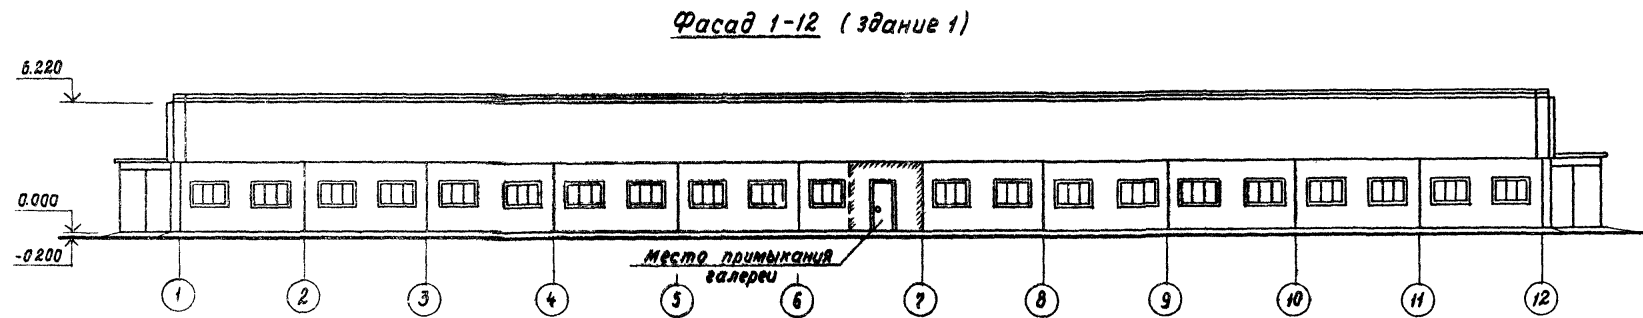 Фасад 1-12 (здание 1)
6.220
0.000
-0.200
Место примыкания
галереи
1 2 3 4 5 6 7 8 9 10 11 12